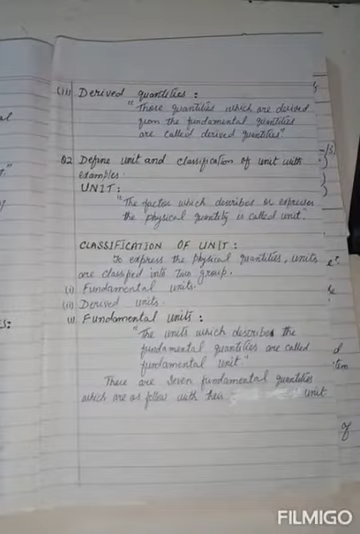 (ii) Derived quantities:
"Those quantities which are derived
from the fundamental quantities
are called derived quantities"
Q2 Define unit and classification of unit with
examples.
UNIT:
"The factor which describes or expresses
the physical quantity is called unit."
CLASSIFICATION OF UNIT:
To express the physical quantities, units
are classified into two group.
(i) Fundamental units.
(ii) Derived units.
(i) Fundamental units:
"The units which describe the
fundamental quantities are called
fundamental unit."
There are seven fundamental quantities
which are as follow with unit
FILMIGO